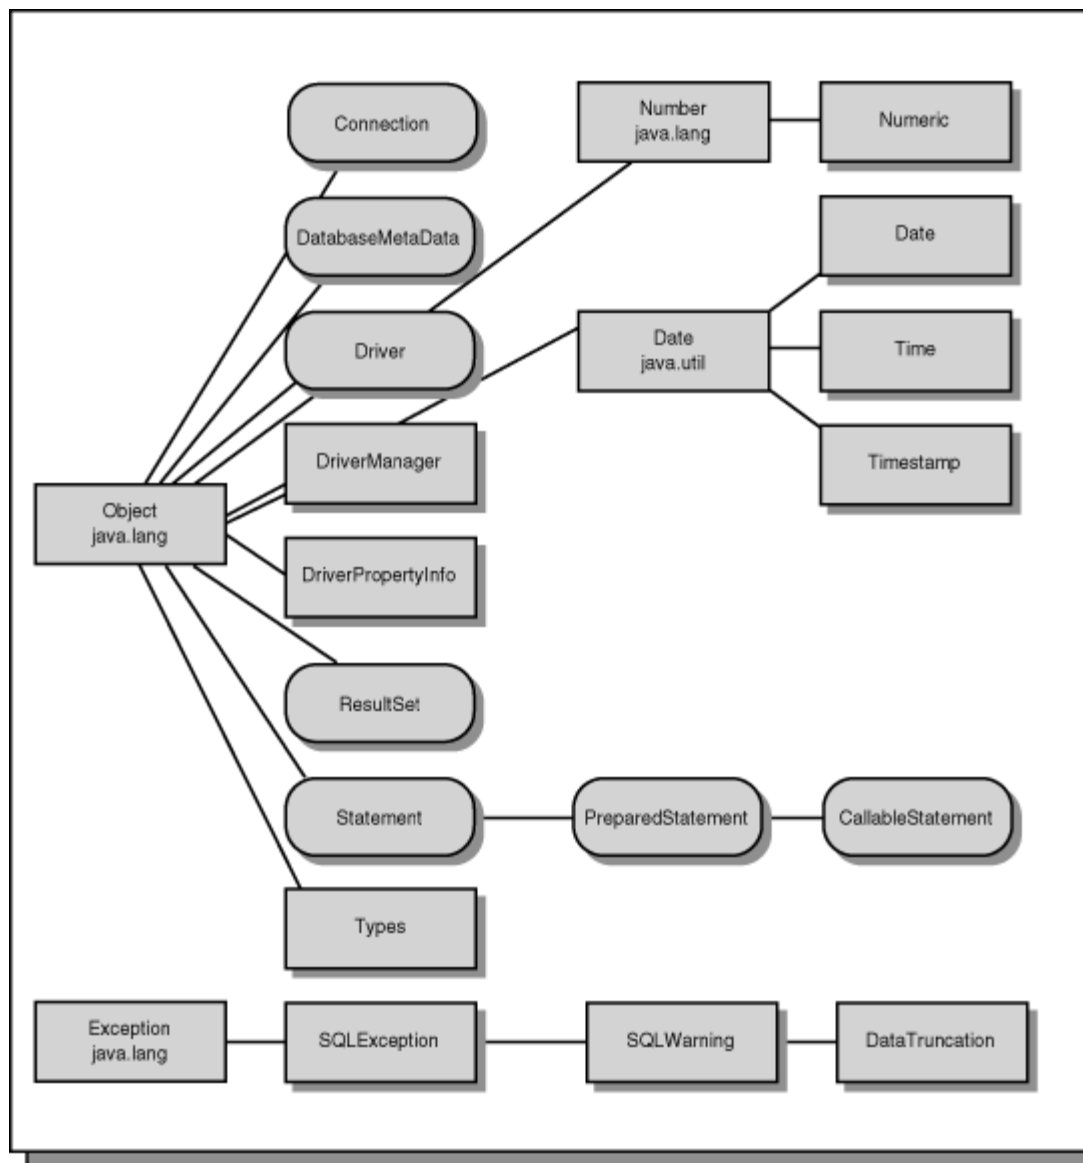 Connection
Number
java.lang
Numeric
DatabaseMetaData
Date
Driver
Date
java.util
Time
DriverManager
Timestamp
Object
java.lang
DriverPropertyInfo
ResultSet
Statement
PreparedStatement
CallableStatement
Types
Exception
java.lang
SQLException
SQLWarning
DataTruncation